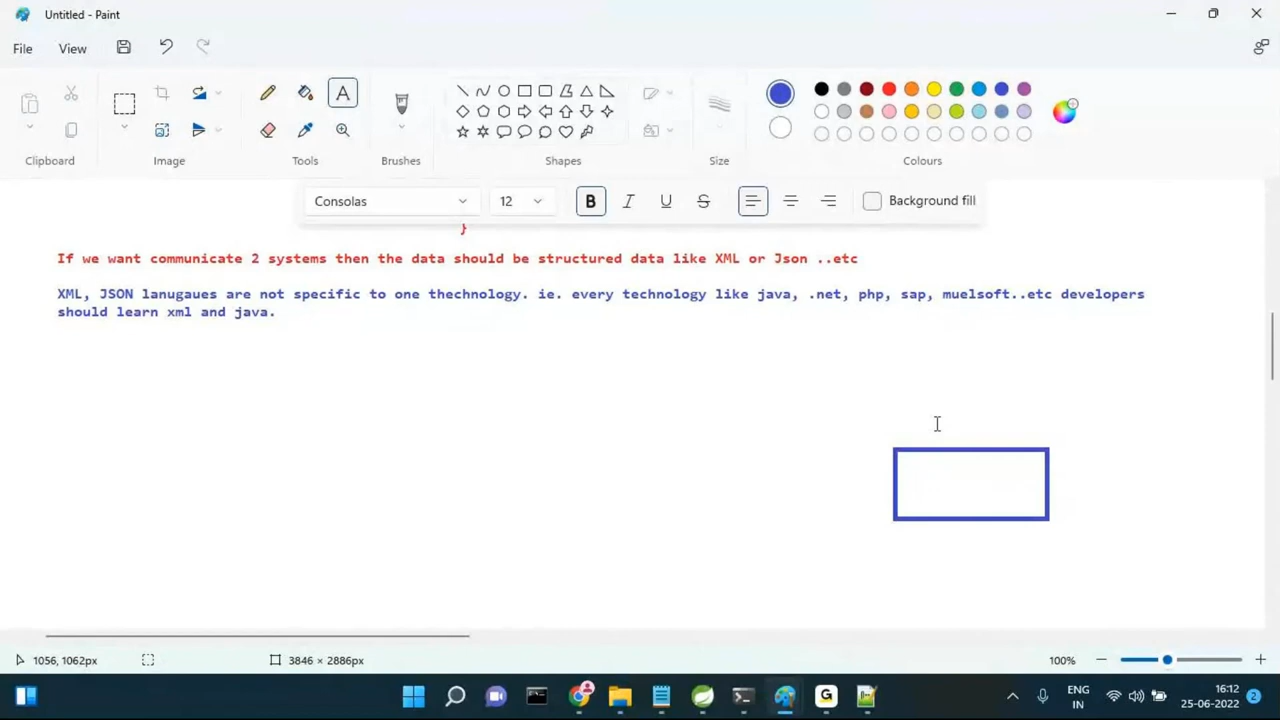 Untitled - Paint
File
View
Clipboard
Image
Tools
Brushes
Shapes
Size
Colours
Consolas
12
B
I
U
S
Background fill
}
If we want communicate 2 systems then the data should be structured data like XML or Json ..etc
XML, JSON lanugaues are not specific to one thechnology. ie. every technology like java, .net, php, sap, muelsoft..etc developers
should learn xml and java.
1056, 1062px
3846 × 2886px
100%
ENG
IN
16:12
25-06-2022
2